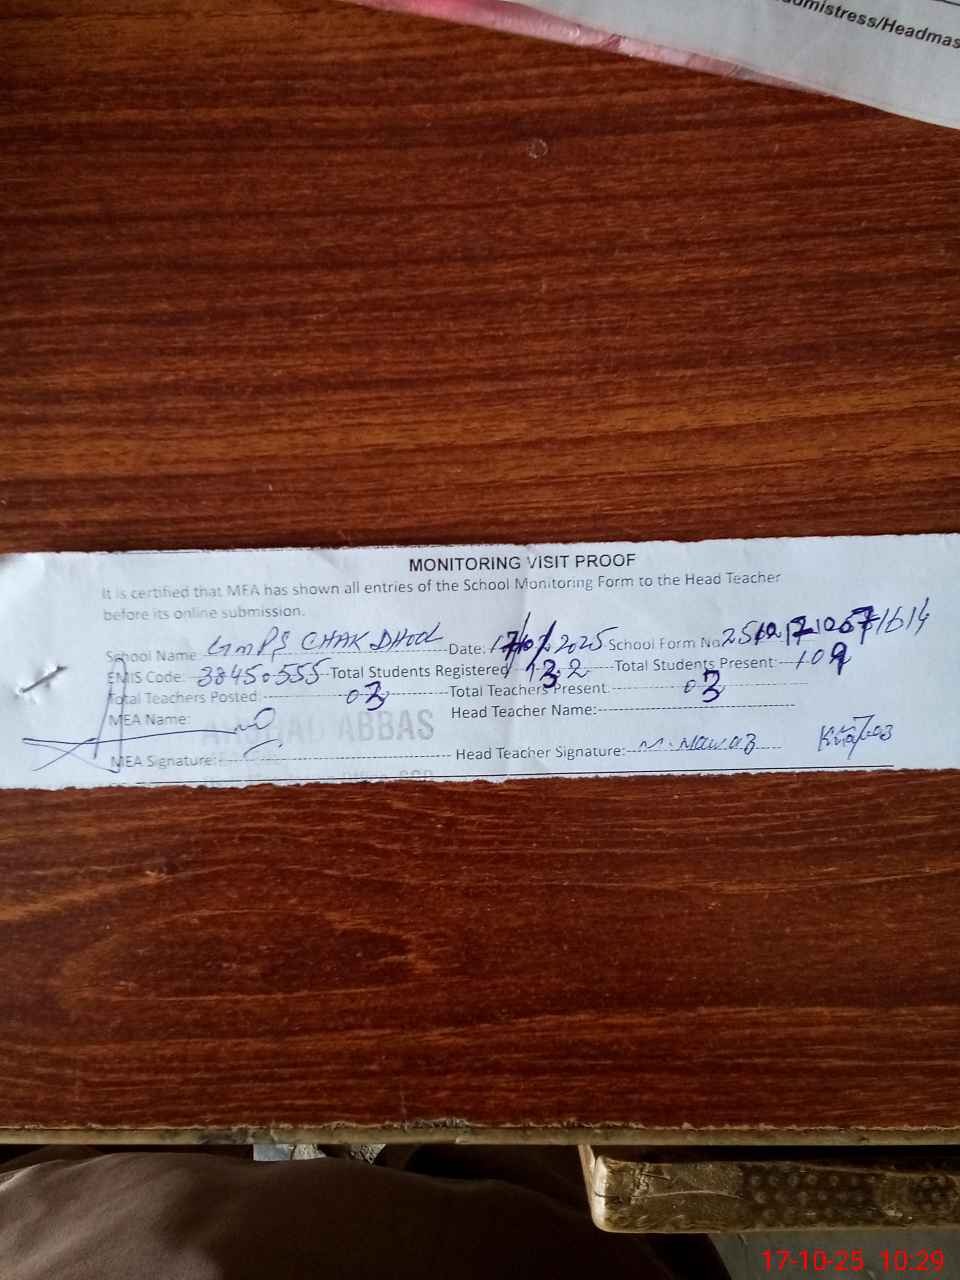 Headmas
MONITORING VISIT PROOF
It is certified that MEA has shown all entries of the School Monitoring Form to the Head Teacher
before its online submission.
School Name GMPS CHAK DHOOL Date: 17/10/2025 School Form No
EMIS Code: 38450555 Total Students Registered 132 Total Students Present: 109
Total Teachers Posted: 03 Total Teachers Present: 03
MEA Name: ABBAS Head Teacher Name:
MEA Signature: Head Teacher Signature: M. Nawaz
17-10-25 10:29